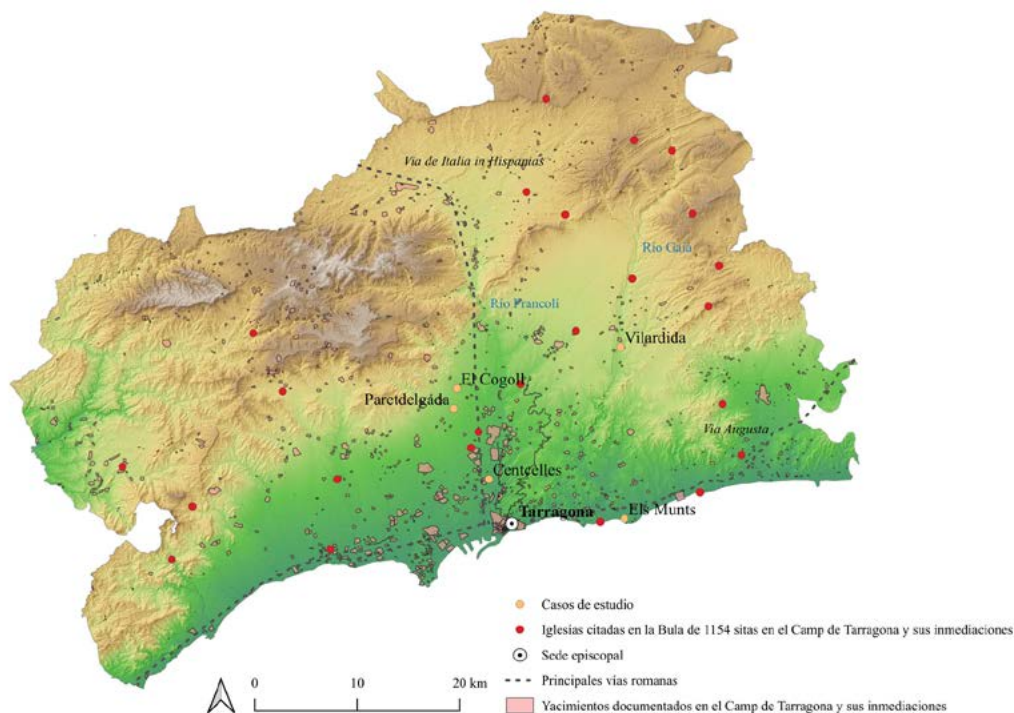 Via de Italia in Hispanias
Río Gaià
Río Francolí
Vilardida
El Cogoll
Paretdelgada
Via Augusta
Centcelles
Tarragona
Els Munts
Casos de estudio
Iglesias citadas en la Bula de 1154 sitas en el Camp de Tarragona y sus inmediaciones
Sede episcopal
Principales vías romanas
0 10 20 km
Yacimientos documentados en el Camp de Tarragona y sus inmediaciones